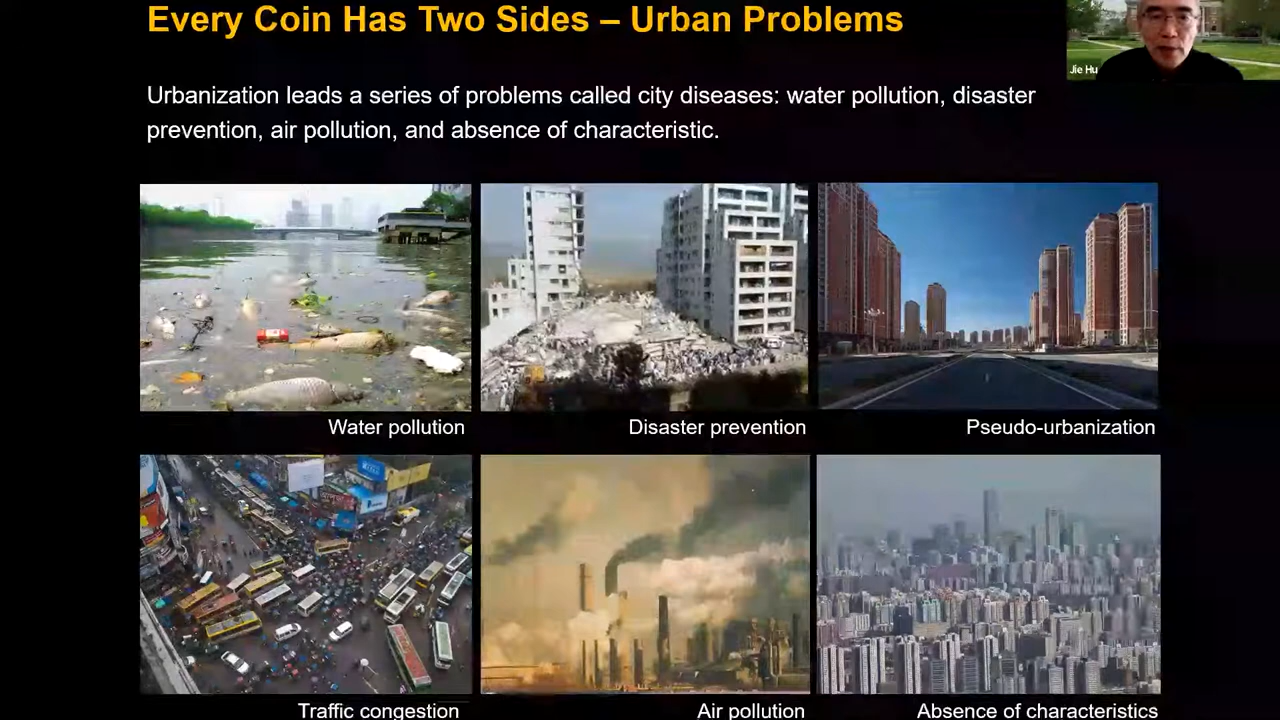 Every Coin Has Two Sides – Urban Problems
Jie Hu
Urbanization leads a series of problems called city diseases: water pollution, disaster
prevention, air pollution, and absence of characteristic.
Water pollution
Disaster prevention
Pseudo-urbanization
Traffic congestion
Air pollution
Absence of characteristics